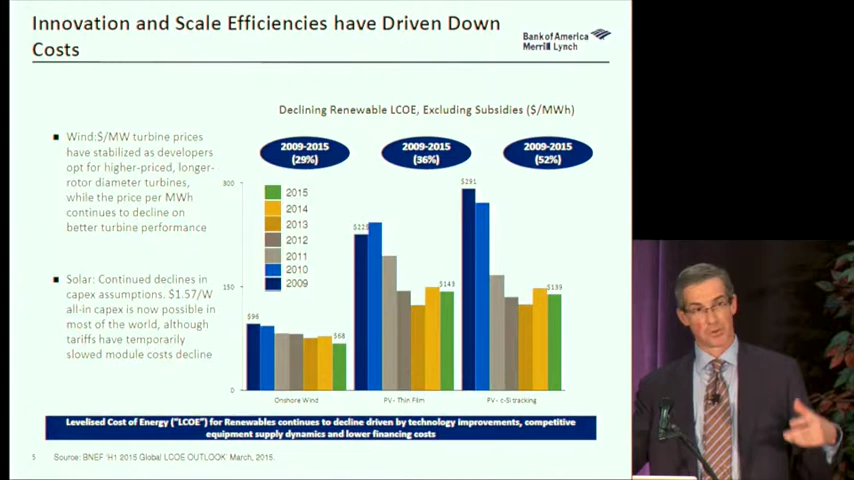 Innovation and Scale Efficiencies have Driven Down
Costs
Bank of America
Merrill Lynch
Declining Renewable LCOE, Excluding Subsidies ($/MWh)
Wind:$/MW turbine prices
have stabilized as developers
opt for higher-priced, longer-
rotor diameter turbines,
while the price per MWh
continues to decline on
better turbine performance
Solar: Continued declines in
capex assumptions. $1.57/W
all-in capex is now possible in
most of the world, although
tariffs have temporarily
slowed module costs decline
2009-2015
(29%)
2009-2015
(36%)
2009-2015
(52%)
300
150
0
2015
2014
2013
2012
2011
2010
2009
$96
$68
$143
$291
$139
Onshore Wind
PV - Thin Film
PV - c-Si tracking
Levelised Cost of Energy ("LCOE") for Renewables continues to decline driven by technology improvements, competitive
equipment supply dynamics and lower financing costs
5
Source: BNEF 'H1 2015 Global LCOE OUTLOOK' March, 2015.